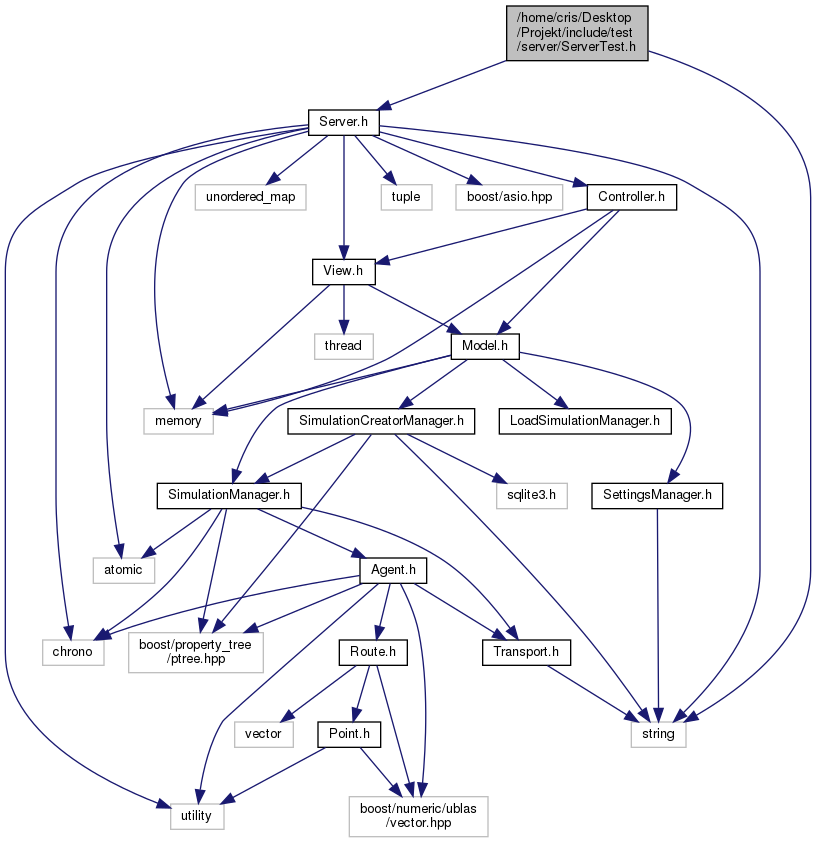 /home/cris/Desktop
/Projekt/include/test
/server/ServerTest.h
Server.h
unordered_map
tuple
boost/asio.hpp
Controller.h
View.h
thread
Model.h
memory
SimulationCreatorManager.h
LoadSimulationManager.h
SimulationManager.h
sqlite3.h
SettingsManager.h
atomic
Agent.h
chrono
boost/property_tree
/ptree.hpp
Route.h
Transport.h
vector
Point.h
string
utility
boost/numeric/ublas
/vector.hpp